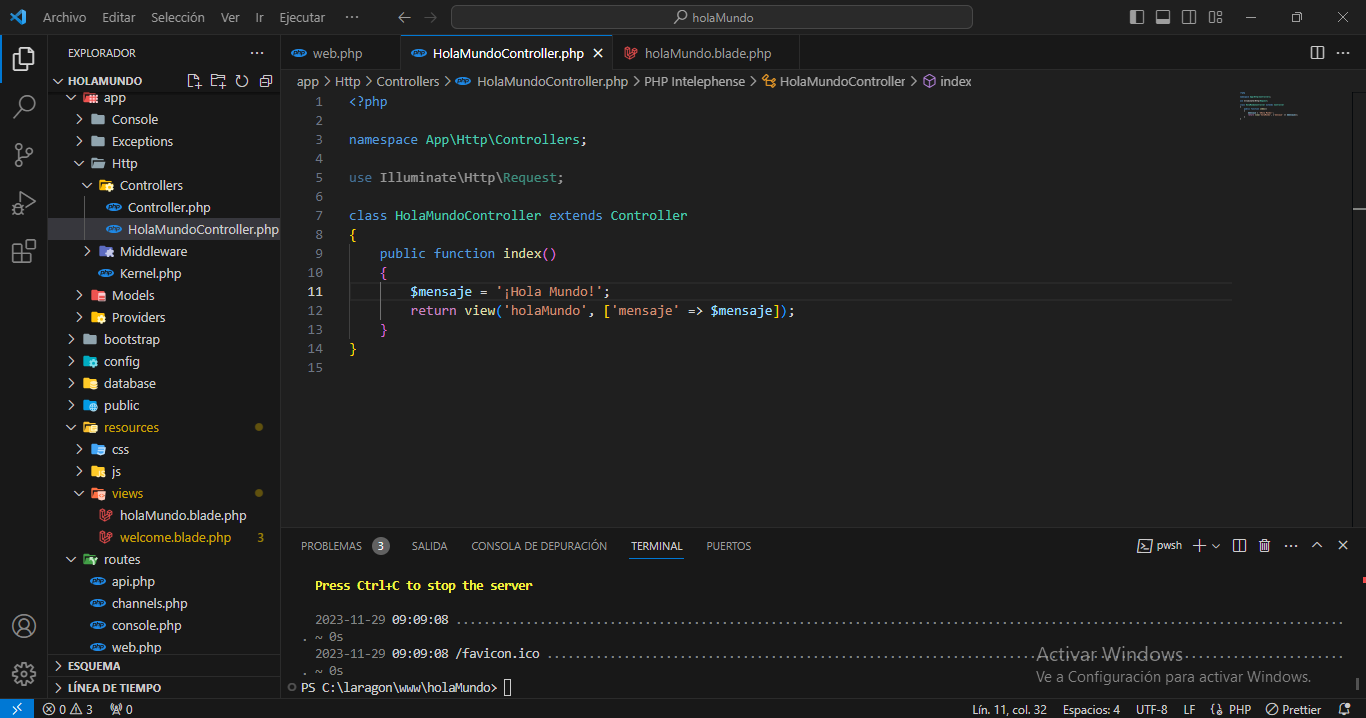 Archivo Editar Selección Ver Ir Ejecutar ··· holaMundo
EXPLORADOR ···
HOLAMUNDO
app
Console
Exceptions
Http
Controllers
Controller.php
HolaMundoController.php
Middleware
Kernel.php
Models
Providers
bootstrap
config
database
public
resources
css
js
views
holaMundo.blade.php
welcome.blade.php 3
routes
api.php
channels.php
console.php
web.php
ESQUEMA
LÍNEA DE TIEMPO
web.php HolaMundoController.php holaMundo.blade.php
app > Http > Controllers > HolaMundoController.php > PHP Intelephense > HolaMundoController > index
1 <?php
2
3 namespace App\Http\Controllers;
4
5 use Illuminate\Http\Request;
6
7 class HolaMundoController extends Controller
8 {
9     public function index()
10     {
11         $mensaje = '¡Hola Mundo!';
12         return view('holaMundo', ['mensaje' => $mensaje]);
13     }
14 }
15
PROBLEMAS 3 SALIDA CONSOLA DE DEPURACIÓN TERMINAL PUERTOS pwsh
Press Ctrl+C to stop the server
2023-11-29 09:09:08 ................................................................
. ~ 0s
2023-11-29 09:09:08 /favicon.ico ................................................................
. ~ 0s
PS C:\laragon\www\holaMundo>
Activar Windows
Ve a Configuración para activar Windows.
0 3 0 Lín. 11, col. 32 Espacios: 4 UTF-8 LF PHP Prettier